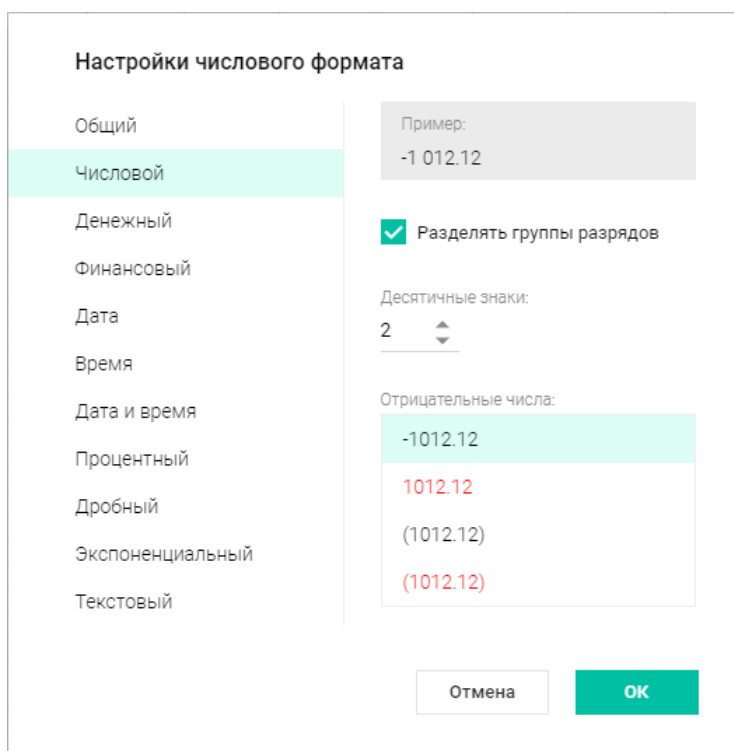 Настройки числового формата
Общий
Числовой
Денежный
Финансовый
Дата
Время
Дата и время
Процентный
Дробный
Экспоненциальный
Текстовый
Пример:
-1 012.12
Разделять группы разрядов
Десятичные знаки:
2
Отрицательные числа:
-1012.12
1012.12
(1012.12)
(1012.12)
Отмена
ОК